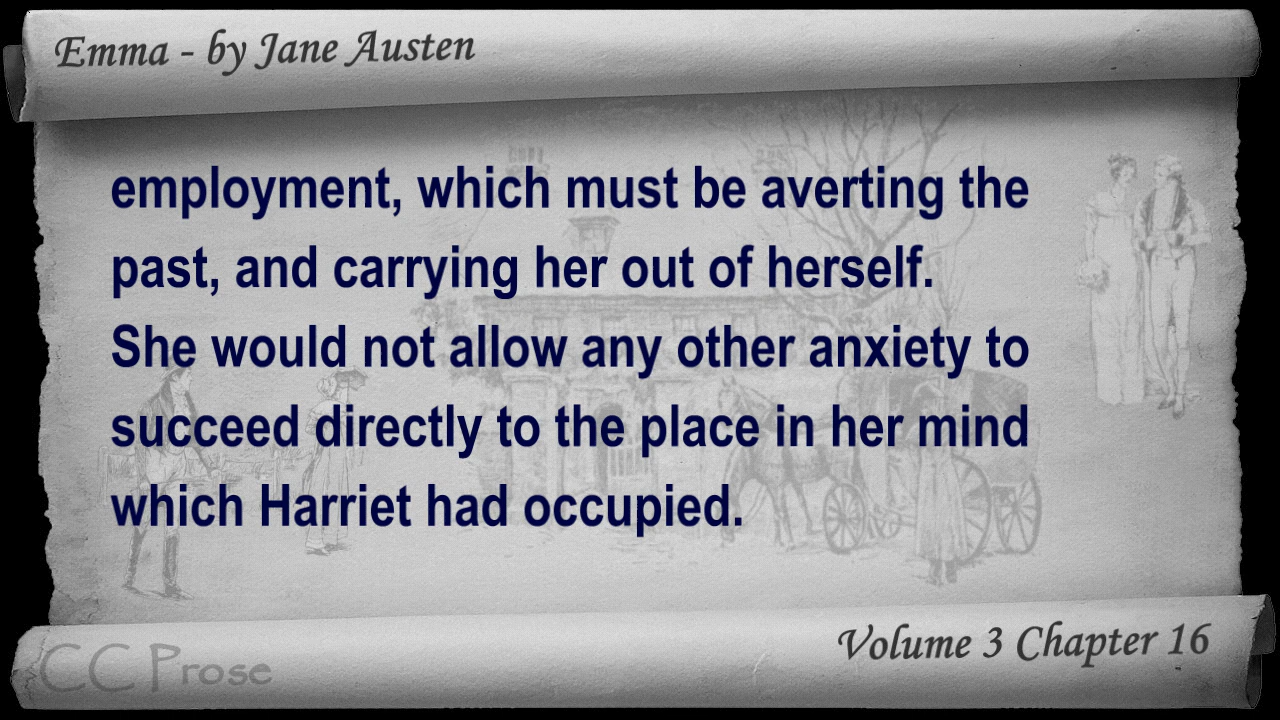 Emma - by Jane Austen
employment, which must be averting the
past, and carrying her out of herself.
She would not allow any other anxiety to
succeed directly to the place in her mind
which Harriet had occupied.
Volume 3 Chapter 16
CC Prose